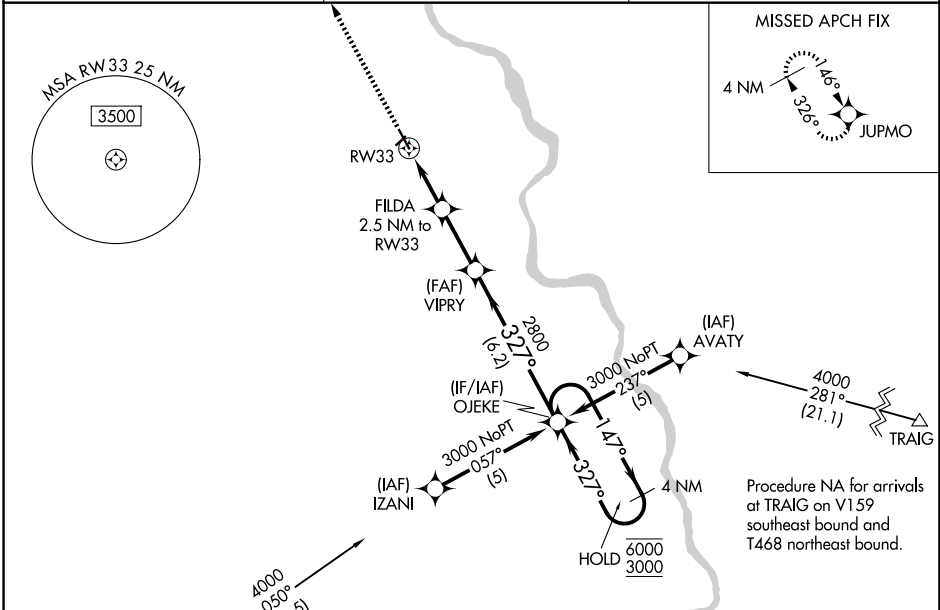 MSA RW33 25 NM
3500
MISSED APCH FIX
4 NM
146°
326°
JUPMO
RW33
FILDA
2.5 NM to
RW33
(FAF)
VIPRY
2800
327°
(6.2)
(IAF)
AVATY
3000 NoPT
237°
(5)
(IF/IAF)
OJEKE
4000
281°
(21.1)
TRAIG
3000 NoPT
057°
(5)
147°
327°
4 NM
(IAF)
IZANI
HOLD
6000
3000
Procedure NA for arrivals
at TRAIG on V159
southeast bound and
T468 northeast bound.
4000
050°
5)